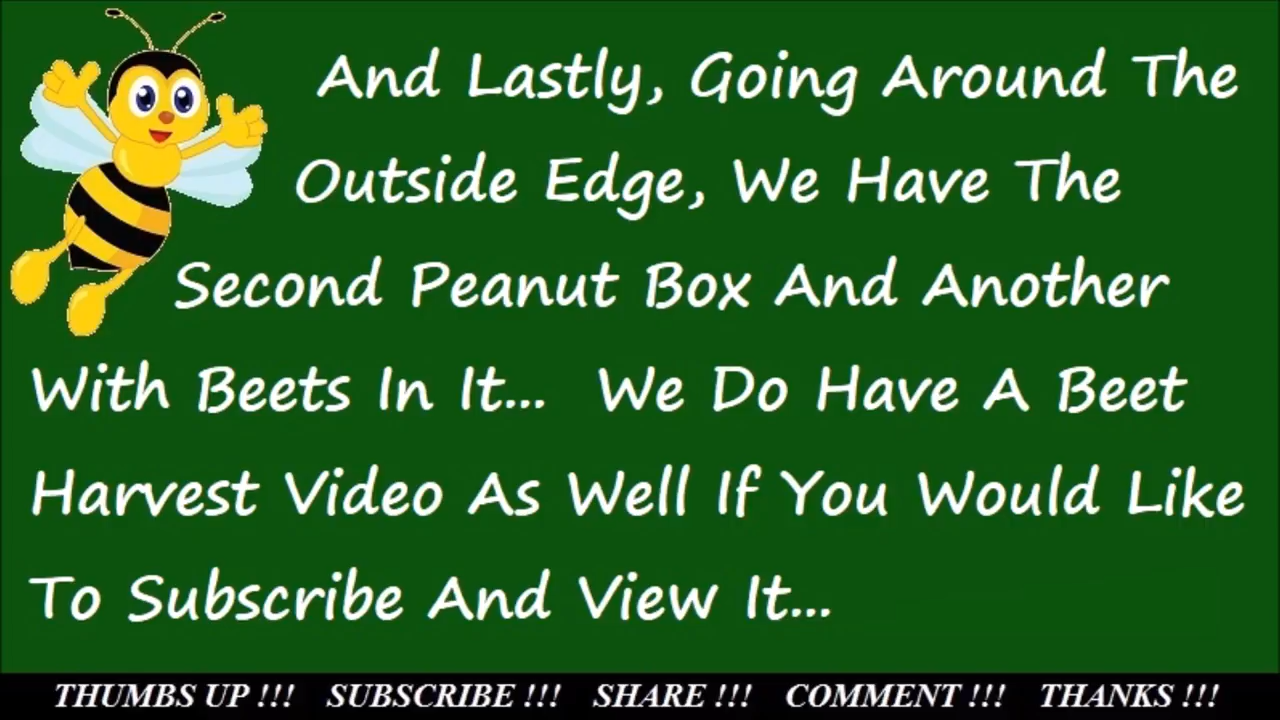 And Lastly, Going Around The
Outside Edge, We Have The
Second Peanut Box And Another
With Beets In It... We Do Have A Beet
Harvest Video As Well If You Would Like
To Subscribe And View It...
THUMBS UP !!! SUBSCRIBE !!! SHARE !!! COMMENT !!! THANKS !!!